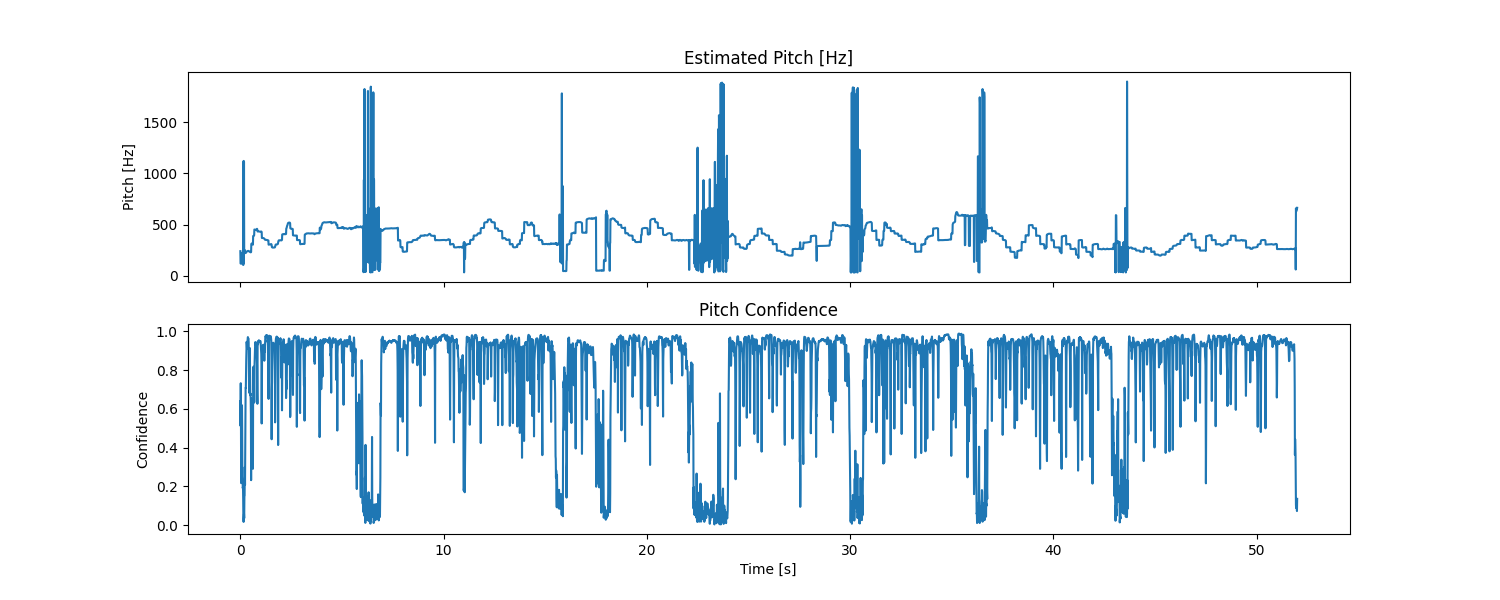 Estimated Pitch [Hz]
Pitch [Hz]
1500
1000
500
0
Pitch Confidence
Confidence
1.0
0.8
0.6
0.4
0.2
0.0
0 10 20 30 40 50
Time [s]